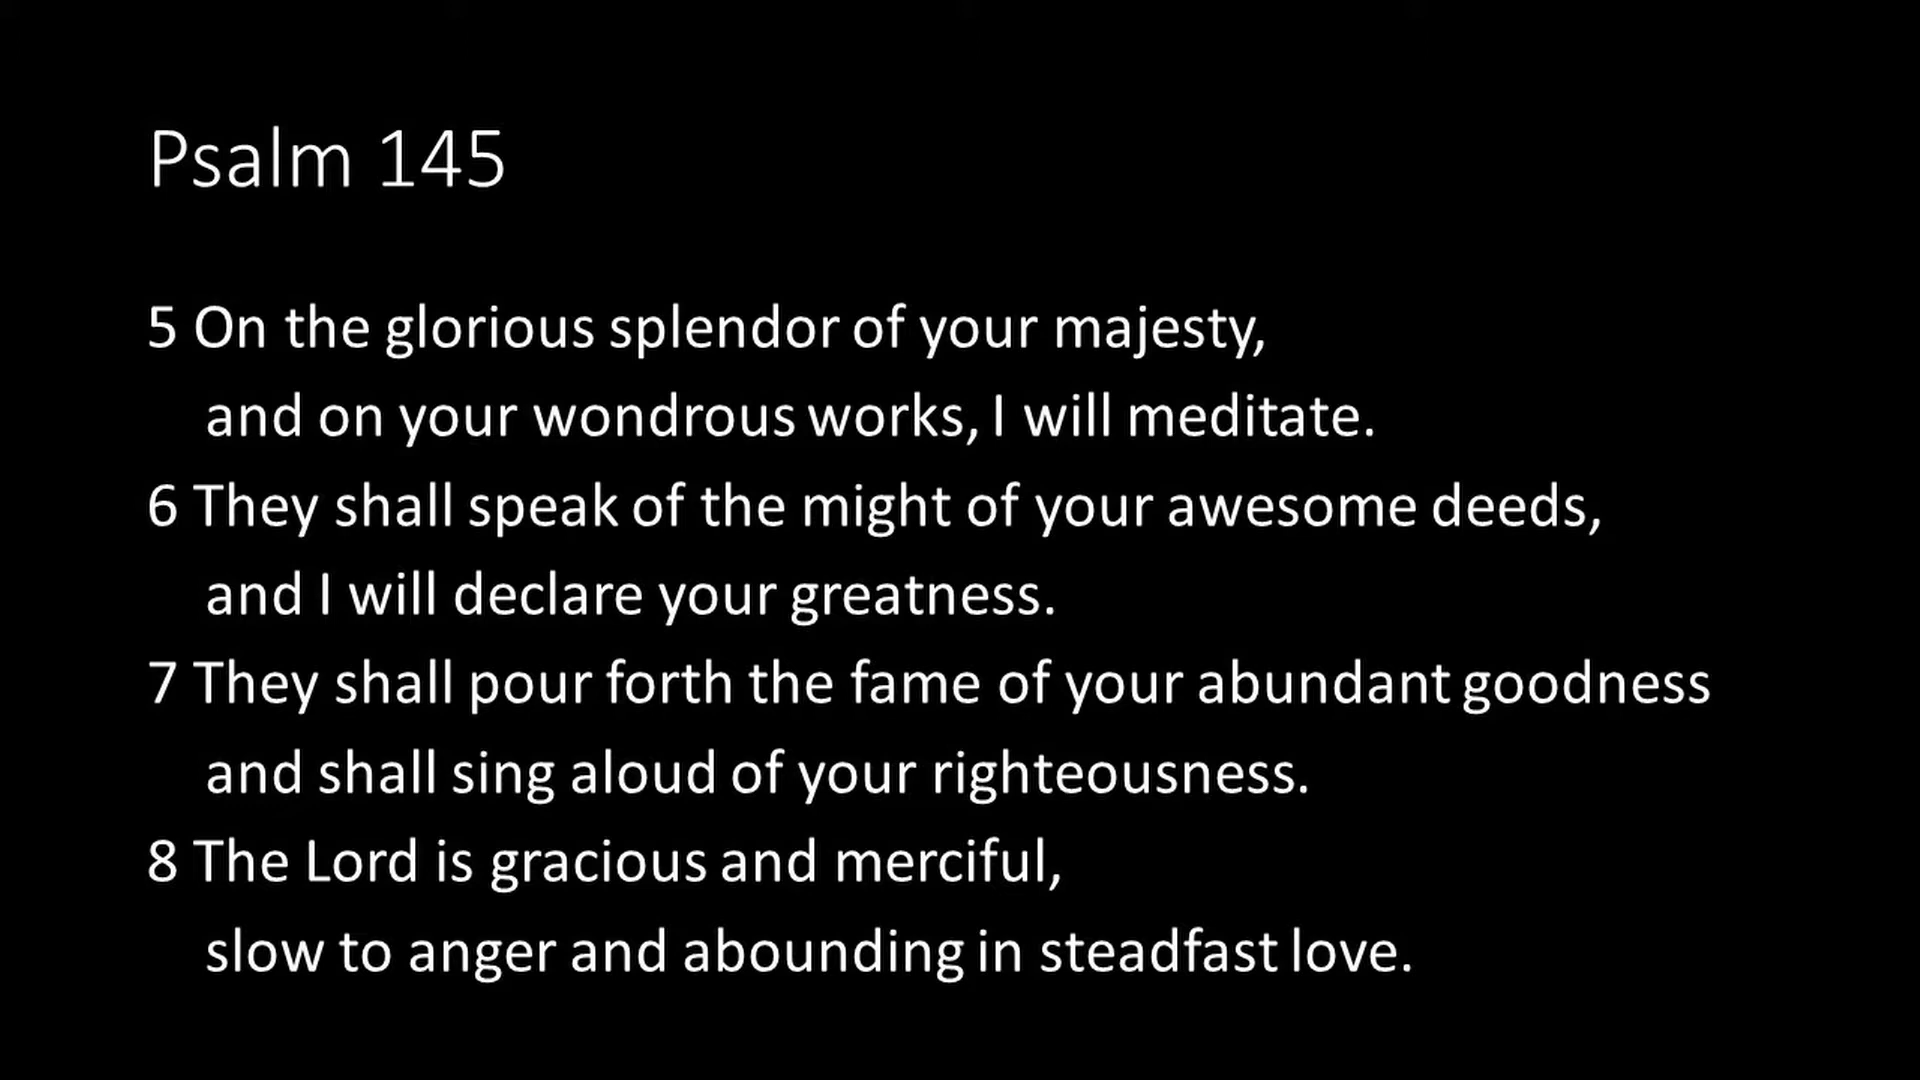 Psalm 145
5 On the glorious splendor of your majesty,
and on your wondrous works, I will meditate.
6 They shall speak of the might of your awesome deeds,
and I will declare your greatness.
7 They shall pour forth the fame of your abundant goodness
and shall sing aloud of your righteousness.
8 The Lord is gracious and merciful,
slow to anger and abounding in steadfast love.